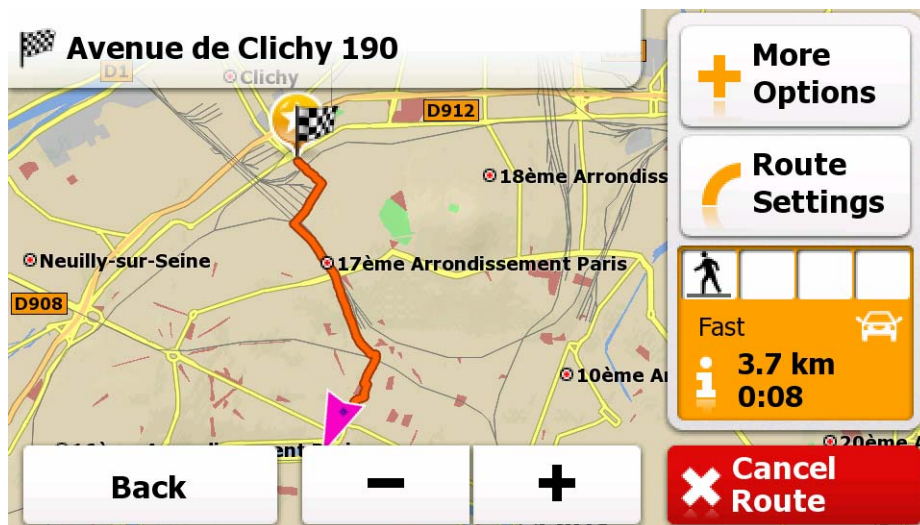 Avenue de Clichy 190
D1
Clichy
D912
18ème Arrondiss
Neuilly-sur-Seine
17ème Arrondissement Paris
D908
10ème Ar
20ème A
More
Options
Route
Settings
Fast
3.7 km
0:08
Back
−
+
Cancel
Route